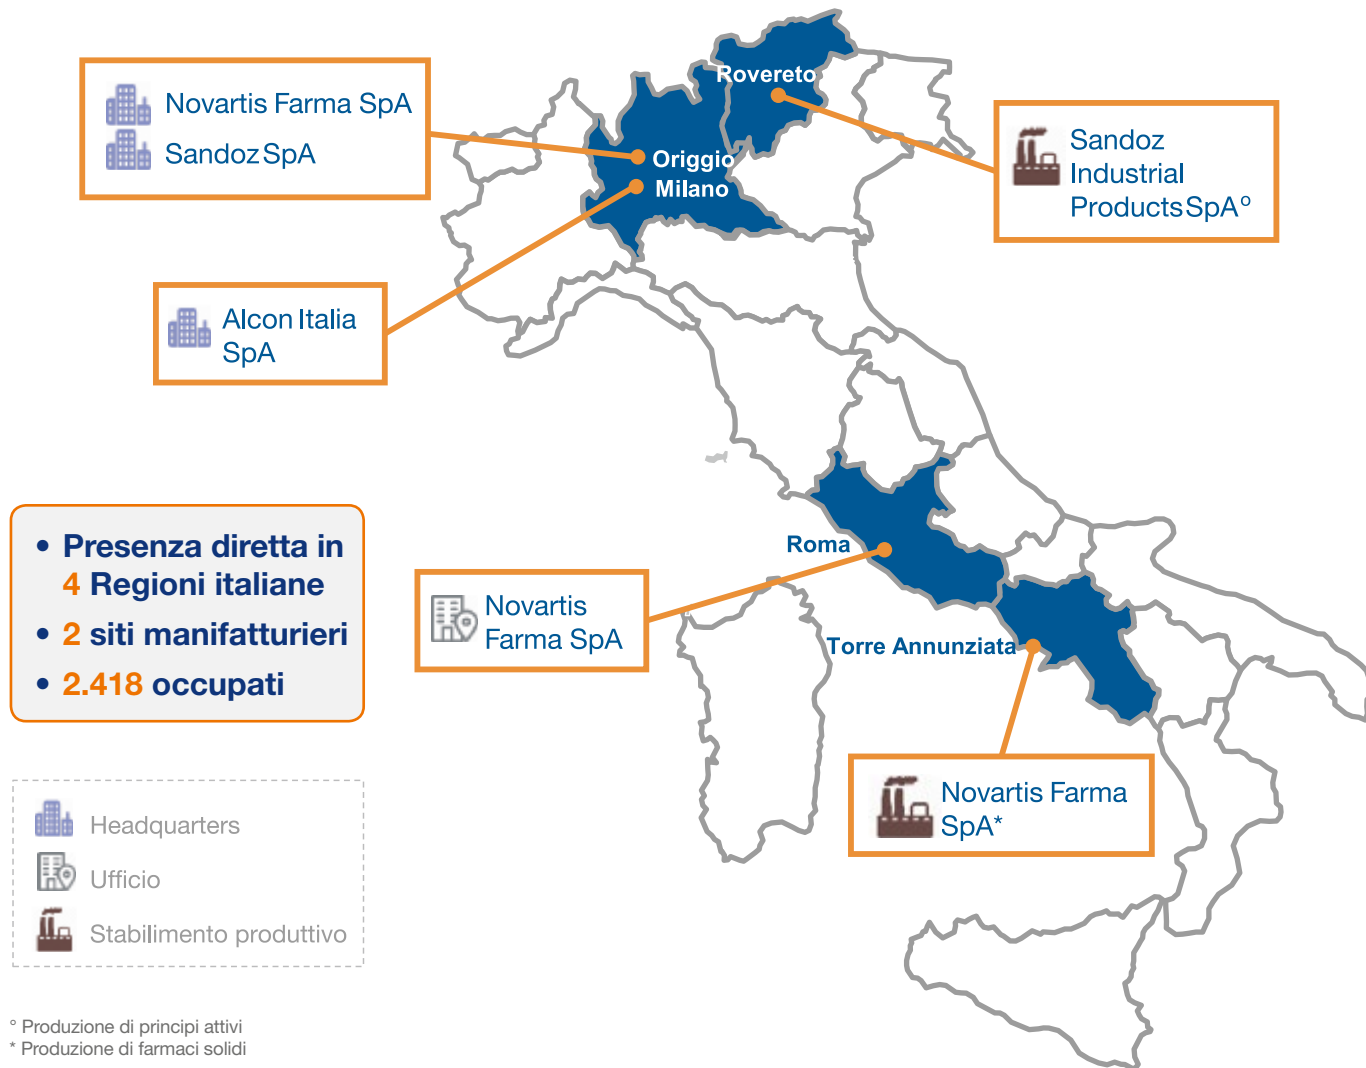 Rovereto
Novartis Farma SpA
Sandoz SpA
Origgio
Milano
Sandoz
Industrial
Products SpA°
Alcon Italia
SpA
• Presenza diretta in
4 Regioni italiane
• 2 siti manifatturieri
• 2.418 occupati
Roma
Novartis
Farma SpA
Torre Annunziata
Novartis Farma
SpA*
Headquarters
Ufficio
Stabilimento produttivo
° Produzione di principi attivi
* Produzione di farmaci solidi